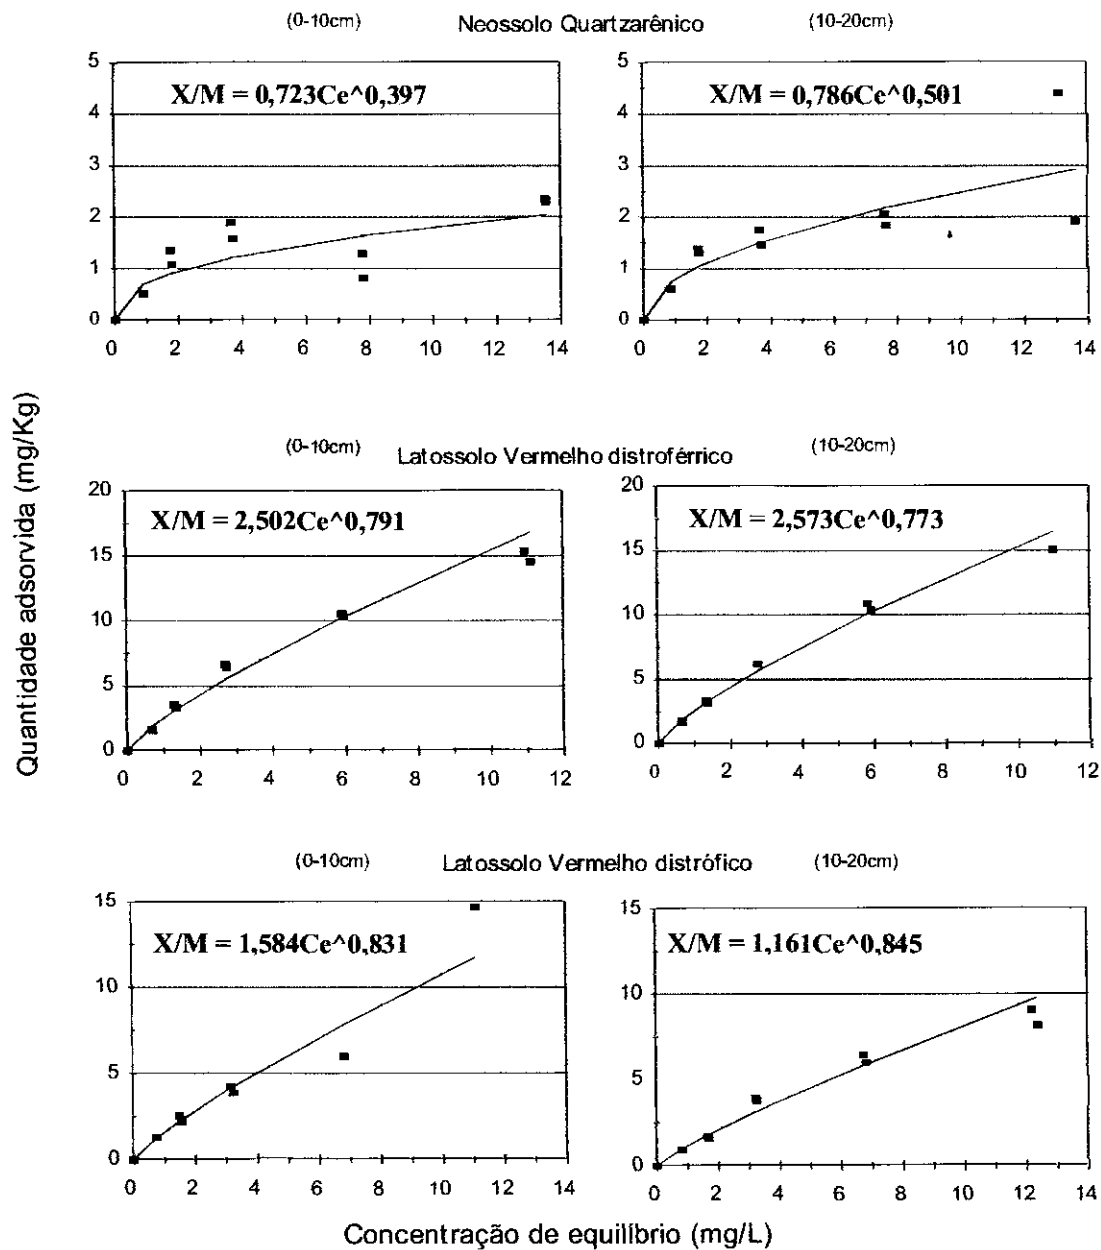 (0-10cm) Neossolo Quartzarênico (10-20cm)
5 5
X/M = 0,723Ce^0,397 X/M = 0,786Ce^0,501
4 4
3 3
2 2
1 1
0 0
0 2 4 6 8 10 12 14 0 2 4 6 8 10 12 14
Quantidade adsorvida (mg/Kg)
(0-10cm) Latossolo Vermelho distroférrico (10-20cm)
20 20
X/M = 2,502Ce^0,791 X/M = 2,573Ce^0,773
15 15
10 10
5 5
0 0
0 2 4 6 8 10 12 0 2 4 6 8 10 12
(0-10cm) Latossolo Vermelho distrófico (10-20cm)
15 15
X/M = 1,584Ce^0,831 X/M = 1,161Ce^0,845
10 10
5 5
0 0
0 2 4 6 8 10 12 14 0 2 4 6 8 10 12 14
Concentração de equilíbrio (mg/L)